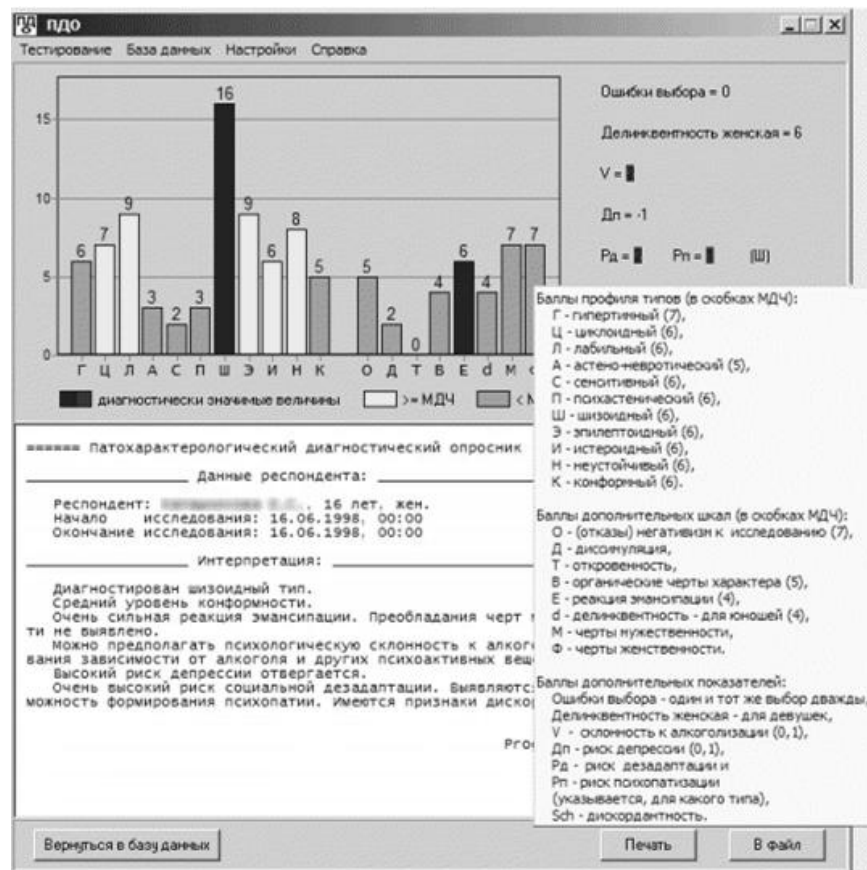 ПДО
Тестирование База данных Настройки Справка
15
10
5
0
6 7 9 3 2 3 16 9 6 8 5 5 2 0 4 6 4 7 7
Г Ц Л А С П Ш Э И Н К О Д Т В Е d М
диагностически значимые величины >= МДЧ <
Ошибки выбора = 0
Делинквентность женская = 6
V =
Дп = -1
Рд = Рп = (Ш)
====== Патохарактерологический диагностический опросник
Данные респондента:
Респондент: 16 лет, жен.
Начало исследования: 16.06.1998, 00:00
Окончание исследования: 16.06.1998, 00:00
Интерпретация:
Диагностирован шизоидный тип.
Средний уровень конформности.
Очень сильная реакция эмансипации. Преобладания черт
ти не выявлено.
Можно предполагать психологическую склонность к алког
вания зависимости от алкоголя и других психоактивных вещ
Высокий риск депрессии отвергается.
Очень высокий риск социальной дезадаптации. Выявляютс
можность формирования психопатии. Имеются признаки диско
Pro
Баллы профиля типов (в скобках МДЧ):
Г - гипертимный (7),
Ц - циклоидный (6),
Л - лабильный (6),
А - астено-невротический (5),
С - сенситивный (6),
П - психастенический (6),
Ш - шизоидный (6),
Э - эпилептоидный (6),
И - истероидный (6),
Н - неустойчивый (6),
К - конформный (6).
Баллы дополнительных шкал (в скобках МДЧ):
О - (отказы) негативизм к исследованию (7),
Д - диссимуляция,
Т - откровенность,
В - органические черты характера (5),
Е - реакция эмансипации (4),
d - делинквентность - для юношей (4),
М - черты мужественности,
Ф - черты женственности.
Баллы дополнительных показателей:
Ошибки выбора - один и тот же выбор дважды,
Делинквентность женская - для девушек,
V - склонность к алкоголизации (0,1),
Дп - риск депрессии (0,1),
Рд - риск дезадаптации и
Рп - риск психопатизации
(указывается, для какого типа),
Sch - дискордантность.
Вернуться в базу данных Печать В файл